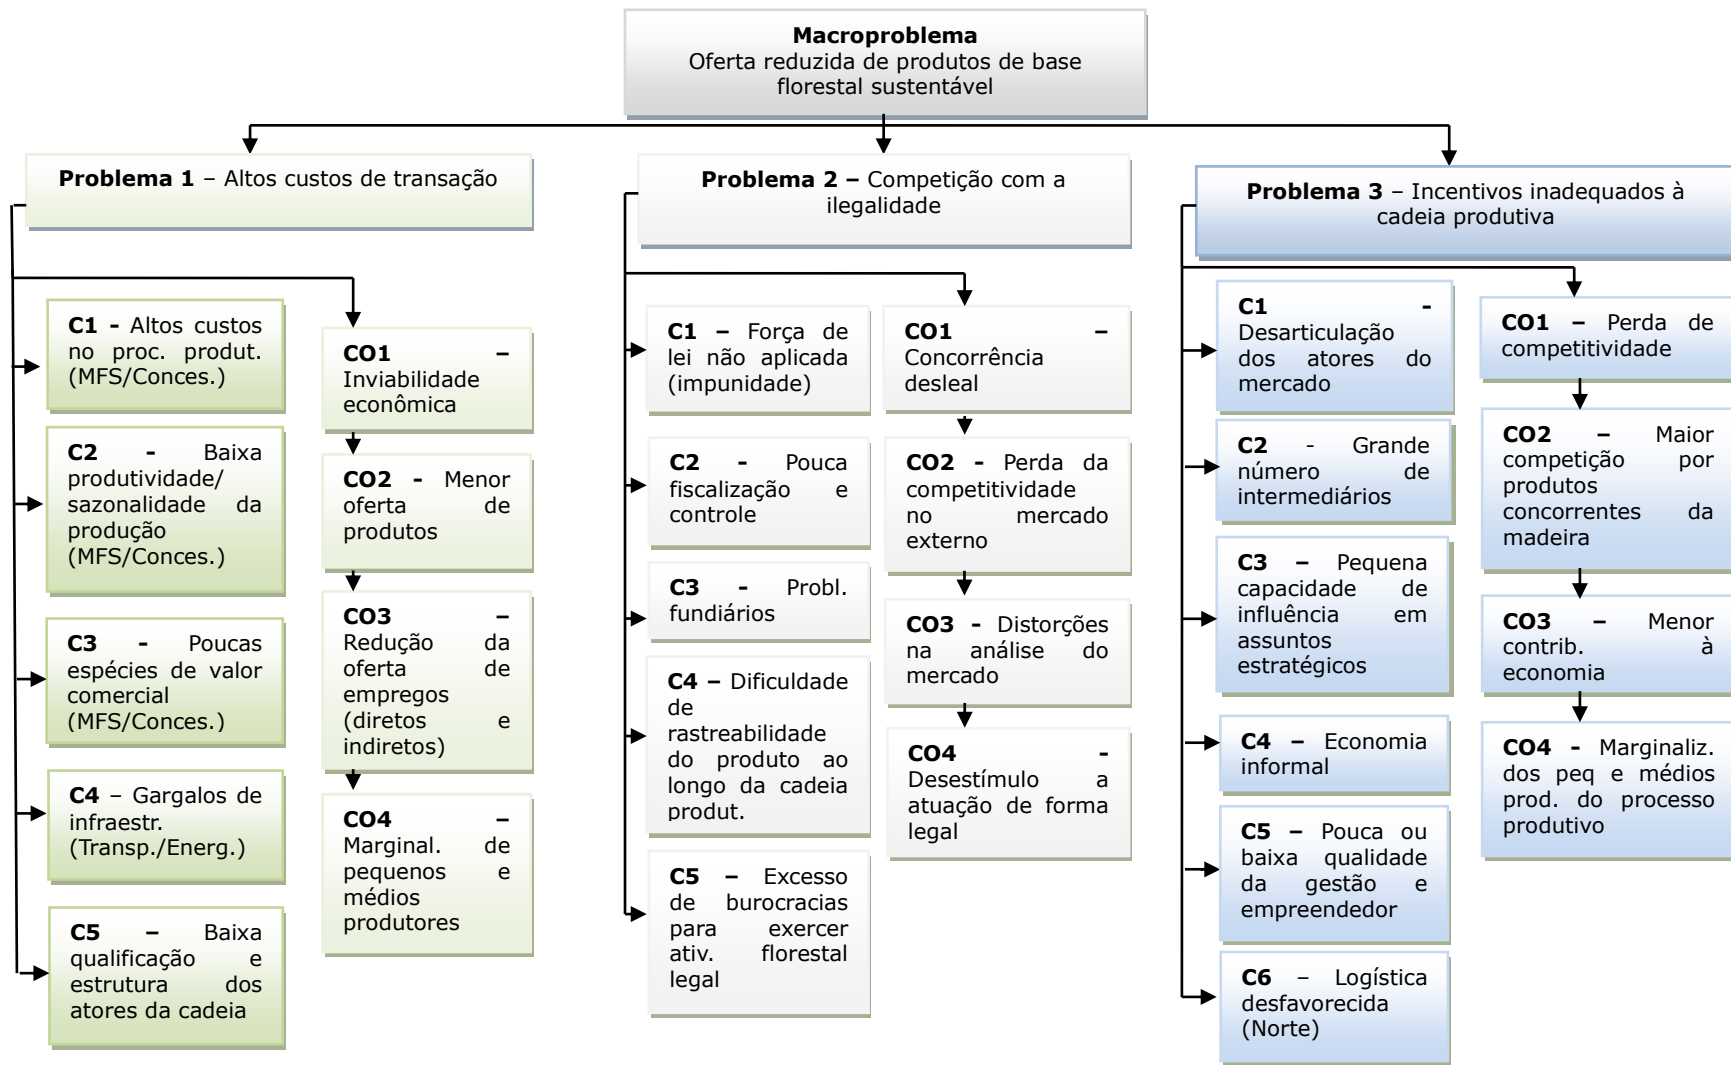 Macroproblema
Oferta reduzida de produtos de base
florestal sustentável
Problema 1 – Altos custos de transação
C1 - Altos custos
no proc. produt.
(MFS/Conces.)
C2 - Baixa
produtividade/
sazonalidade da
produção
(MFS/Conces.)
C3 - Poucas
espécies de valor
comercial
(MFS/Conces.)
C4 – Gargalos de
infraestr.
(Transp./Energ.)
C5 – Baixa
qualificação e
estrutura dos
atores da cadeia
CO1 –
Inviabilidade
econômica
CO2 - Menor
oferta de
produtos
CO3 –
Redução da
oferta de
empregos
(diretos e
indiretos)
CO4 –
Marginal. de
pequenos e
médios
produtores
Problema 2 – Competição com a
ilegalidade
C1 – Força de
lei não aplicada
(impunidade)
C2 - Pouca
fiscalização e
controle
C3 - Probl.
fundiários
C4 – Dificuldade
de
rastreabilidade
do produto ao
longo da cadeia
produt.
C5 – Excesso
de burocracias
para exercer
ativ. florestal
legal
CO1 –
Concorrência
desleal
CO2 - Perda da
competitividade
no mercado
externo
CO3 - Distorções
na análise do
mercado
CO4 -
Desestímulo a
atuação de forma
legal
Problema 3 – Incentivos inadequados à
cadeia produtiva
C1 -
Desarticulação
dos atores do
mercado
C2 - Grande
número de
intermediários
C3 – Pequena
capacidade de
influência em
assuntos
estratégicos
C4 – Economia
informal
C5 – Pouca ou
baixa qualidade
da gestão e
empreendedor
C6 – Logística
desfavorecida
(Norte)
CO1 – Perda de
competitividade
CO2 – Maior
competição por
produtos
concorrentes da
madeira
CO3 – Menor
contrib. à
economia
CO4 - Marginaliz.
dos peq e médios
prod. do processo
produtivo